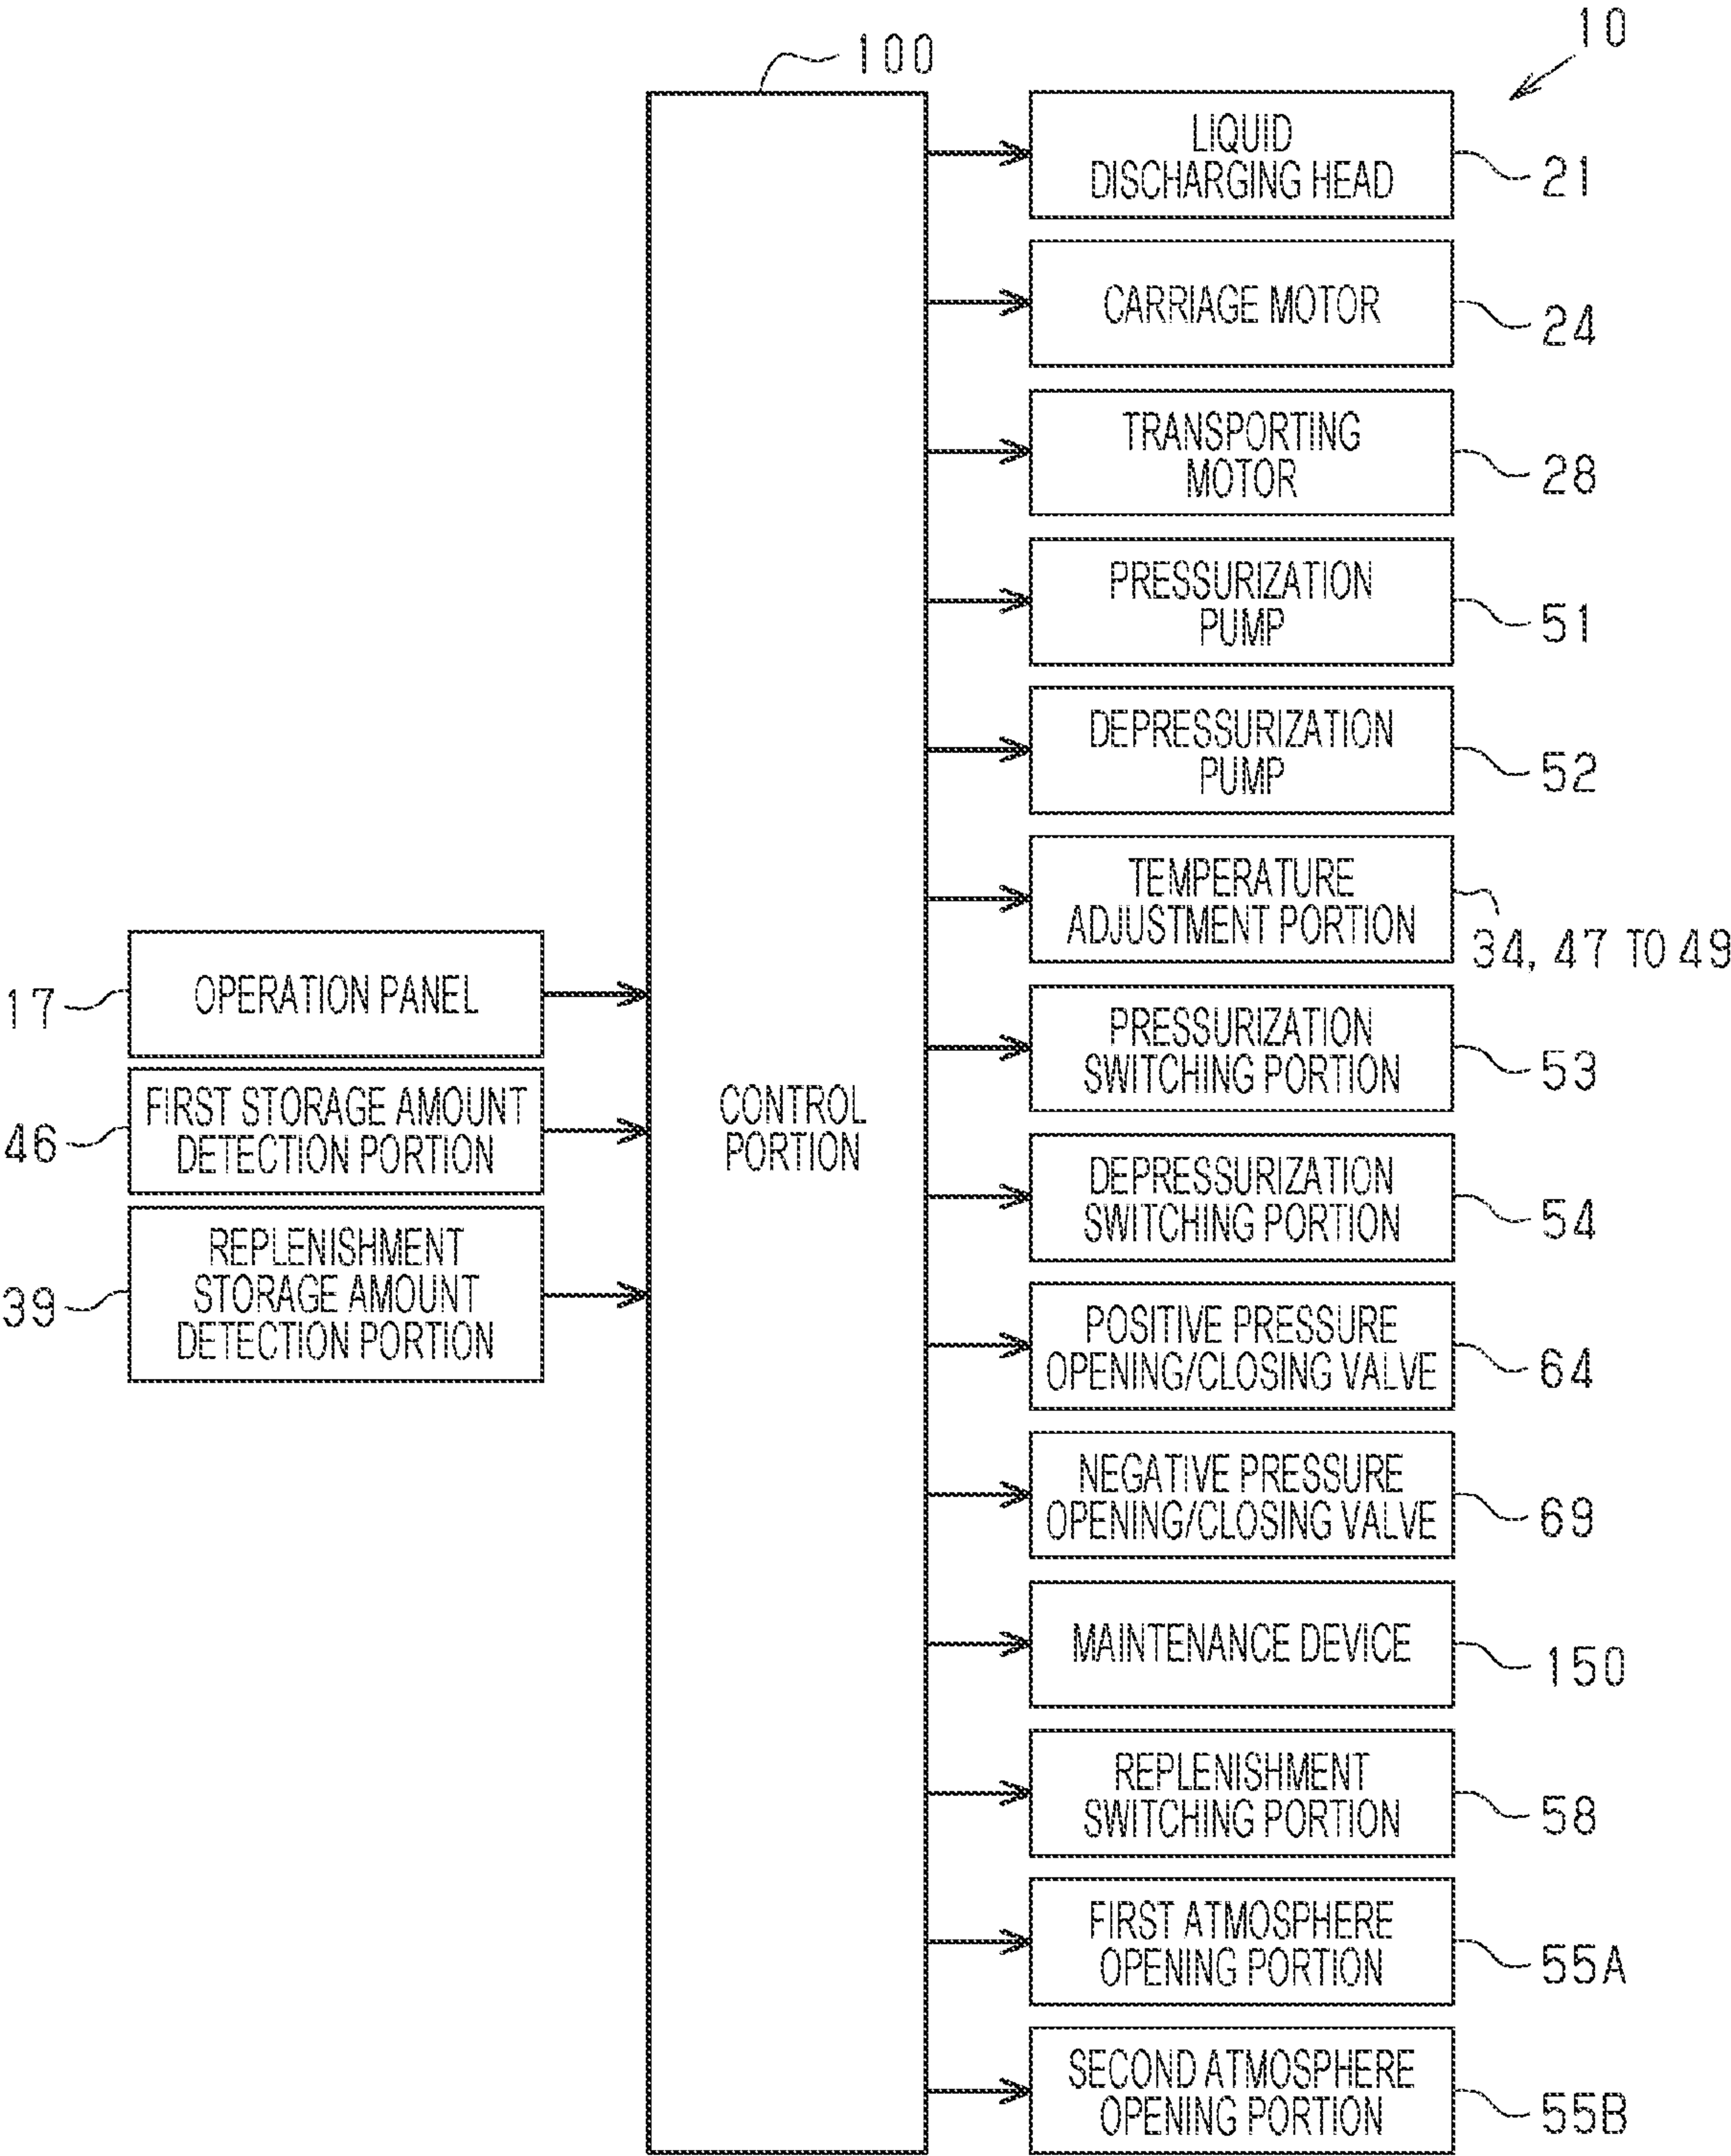 10
100
LIQUID
DISCHARGING HEAD
21
CARRIAGE MOTOR
24
TRANSPORTING
MOTOR
28
PRESSURIZATION
PUMP
51
DEPRESSURIZATION
PUMP
52
TEMPERATURE
ADJUSTMENT PORTION
34, 47 TO 49
17
OPERATION PANEL
46
FIRST STORAGE AMOUNT
DETECTION PORTION
39
REPLENISHMENT
STORAGE AMOUNT
DETECTION PORTION
CONTROL
PORTION
PRESSURIZATION
SWITCHING PORTION
53
DEPRESSURIZATION
SWITCHING PORTION
54
POSITIVE PRESSURE
OPENING/CLOSING VALVE
64
NEGATIVE PRESSURE
OPENING/CLOSING VALVE
69
MAINTENANCE DEVICE
150
REPLENISHMENT
SWITCHING PORTION
58
FIRST ATMOSPHERE
OPENING PORTION
55A
SECOND ATMOSPHERE
OPENING PORTION
55B